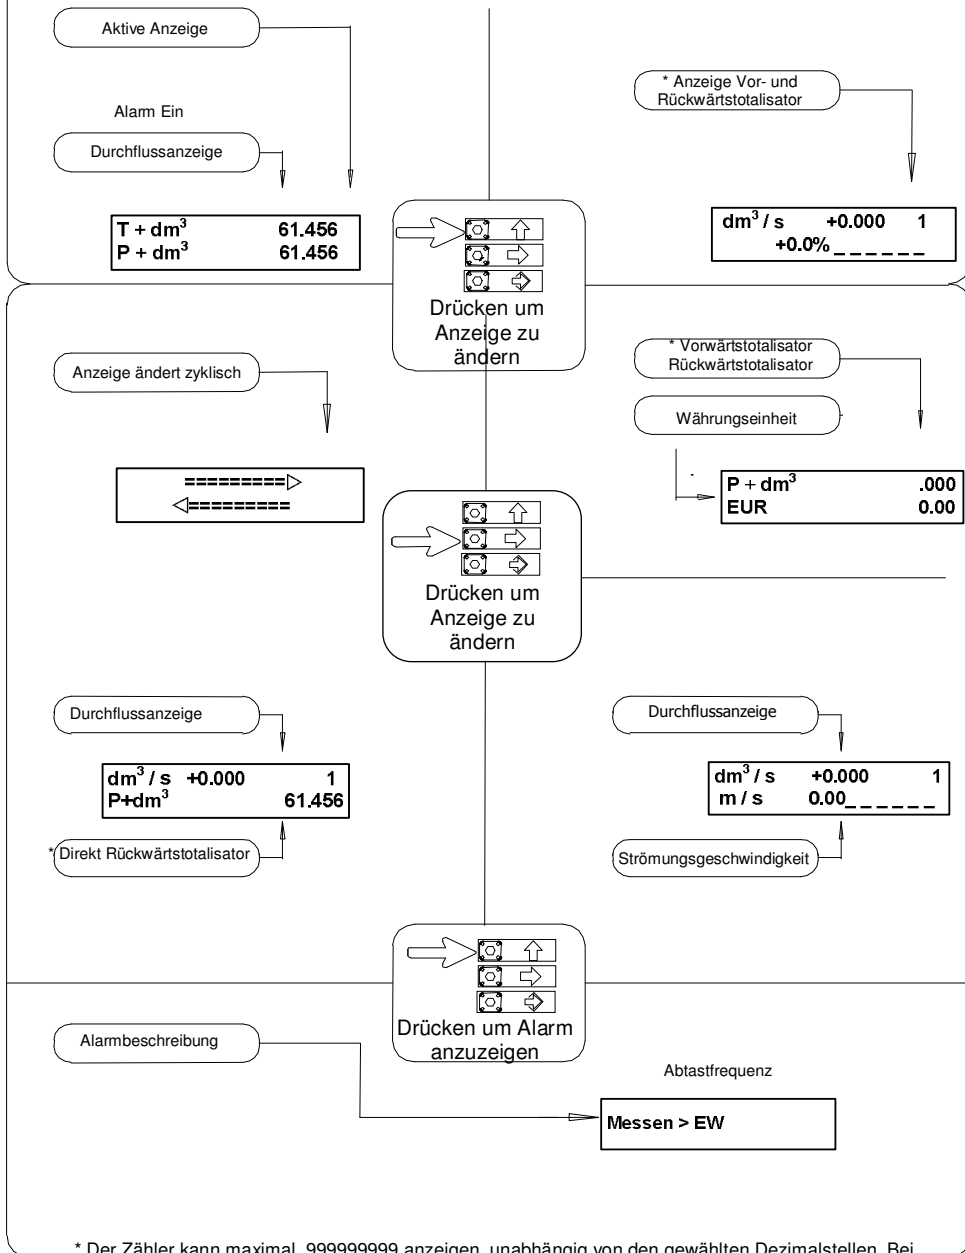 Aktive Anzeige
* Anzeige Vor- und
Rückwärtstotalisator
Alarm Ein
Durchflussanzeige
T + dm³ 61.456
P + dm³ 61.456
dm³ / s +0.000 1
+0.0% _ _ _ _ _ _
Drücken um
Anzeige zu
ändern
Anzeige ändert zyklisch
* Vorwärtstotalisator
Rückwärtstotalisator
Währungseinheit
=========▷
◁=========
P + dm³ .000
EUR 0.00
Drücken um
Anzeige zu
ändern
Durchflussanzeige
Durchflussanzeige
dm³ / s +0.000 1
P+dm³ 61.456
dm³ / s +0.000 1
m / s 0.00_ _ _ _ _ _
* Direkt Rückwärtstotalisator
Strömungsgeschwindigkeit
Drücken um Alarm
anzuzeigen
Alarmbeschreibung
Abtastfrequenz
Messen > EW
* Der Zähler kann maximal 999999999 anzeigen, unabhängig von den gewählten Dezimalstellen. Bei